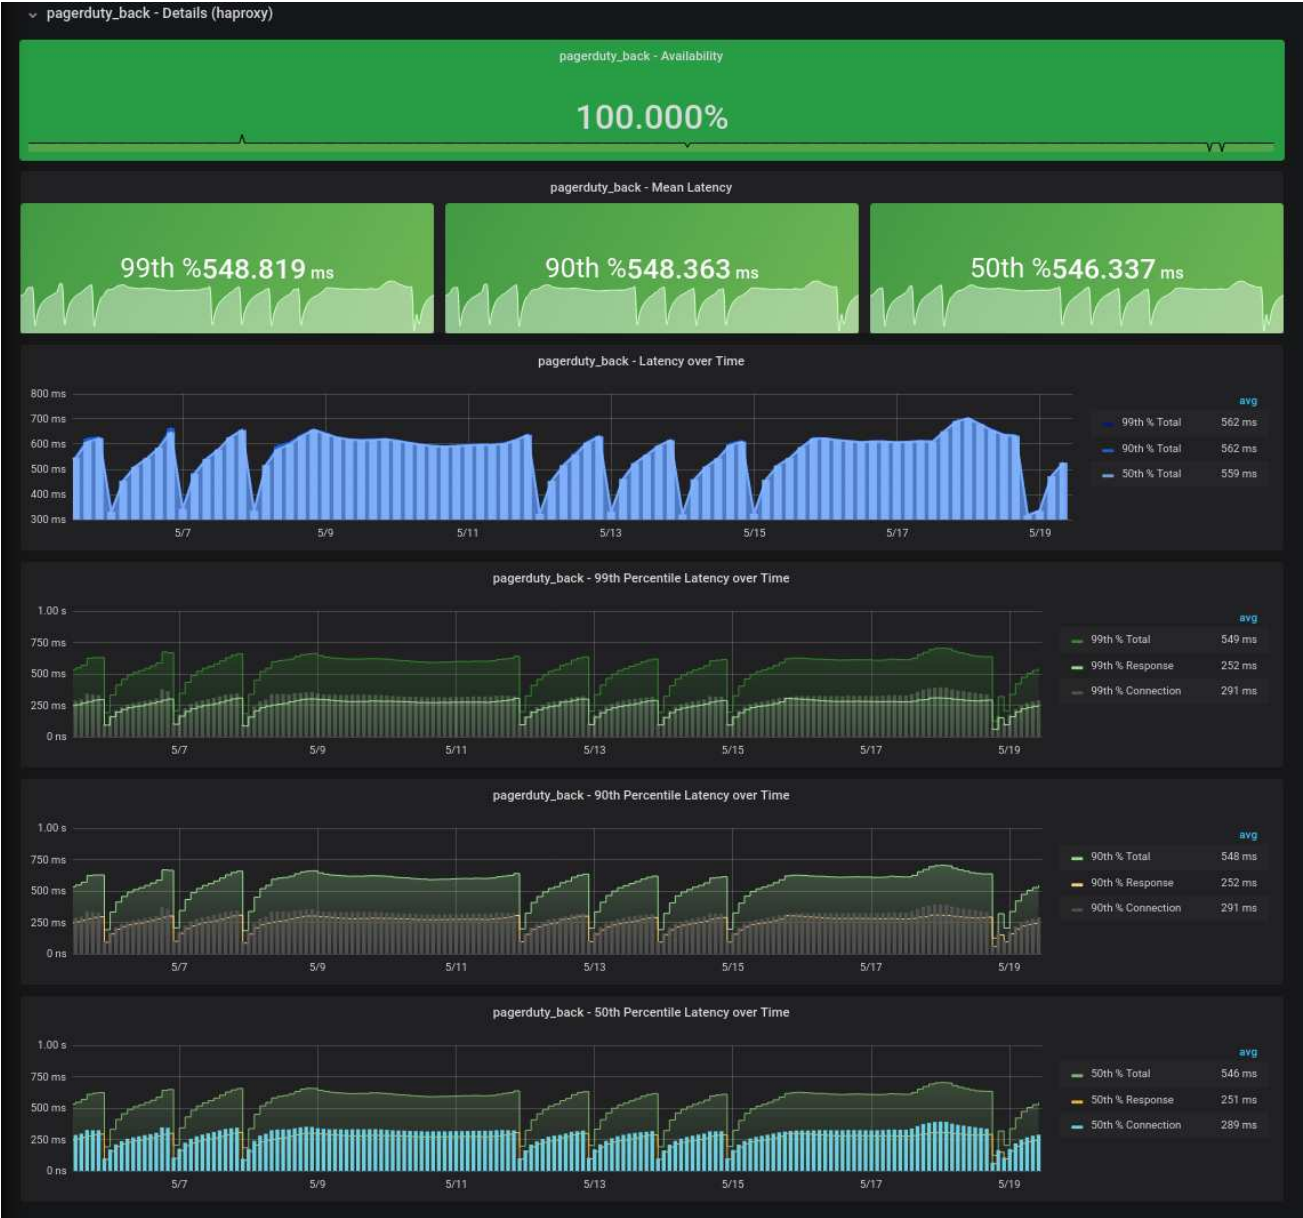 pagerduty_back - Details (haproxy)
pagerduty_back - Availability
100.000%
pagerduty_back - Mean Latency
99th %548.819 ms
90th %548.363 ms
50th %546.337 ms
pagerduty_back - Latency over Time
800 ms
700 ms
600 ms
500 ms
400 ms
300 ms
5/7 5/9 5/11 5/13 5/15 5/17 5/19
avg
99th % Total 562 ms
90th % Total 562 ms
50th % Total 559 ms
pagerduty_back - 99th Percentile Latency over Time
1.00 s
750 ms
500 ms
250 ms
0 ns
5/7 5/9 5/11 5/13 5/15 5/17 5/19
avg
99th % Total 549 ms
99th % Response 252 ms
99th % Connection 291 ms
pagerduty_back - 90th Percentile Latency over Time
1.00 s
750 ms
500 ms
250 ms
0 ns
5/7 5/9 5/11 5/13 5/15 5/17 5/19
avg
90th % Total 548 ms
90th % Response 252 ms
90th % Connection 291 ms
pagerduty_back - 50th Percentile Latency over Time
1.00 s
750 ms
500 ms
250 ms
0 ns
5/7 5/9 5/11 5/13 5/15 5/17 5/19
avg
50th % Total 546 ms
50th % Response 251 ms
50th % Connection 289 ms